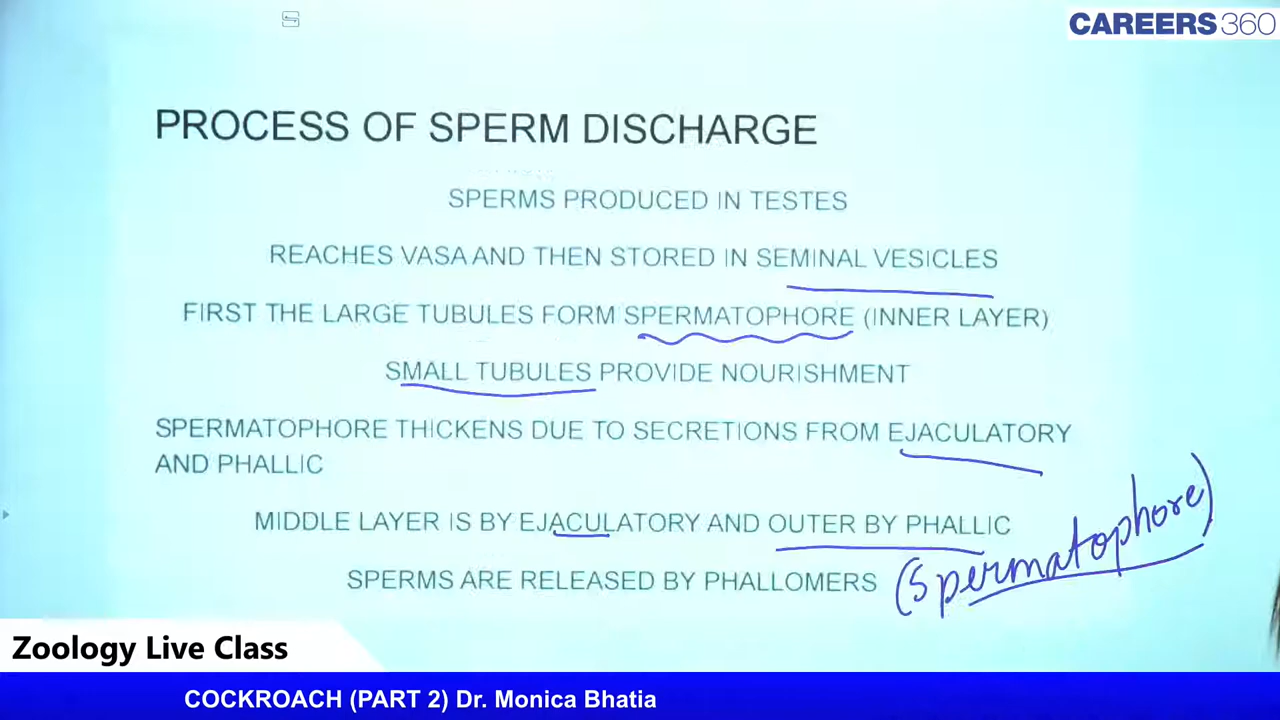 CAREERS360
PROCESS OF SPERM DISCHARGE
SPERMS PRODUCED IN TESTES
REACHES VASA AND THEN STORED IN SEMINAL VESICLES
FIRST THE LARGE TUBULES FORM SPERMATOPHORE (INNER LAYER)
SMALL TUBULES PROVIDE NOURISHMENT
SPERMATOPHORE THICKENS DUE TO SECRETIONS FROM EJACULATORY
AND PHALLIC
MIDDLE LAYER IS BY EJACULATORY AND OUTER BY PHALLIC
SPERMS ARE RELEASED BY PHALLOMERS
(Spermatophore)
Zoology Live Class
COCKROACH (PART 2) Dr. Monica Bhatia